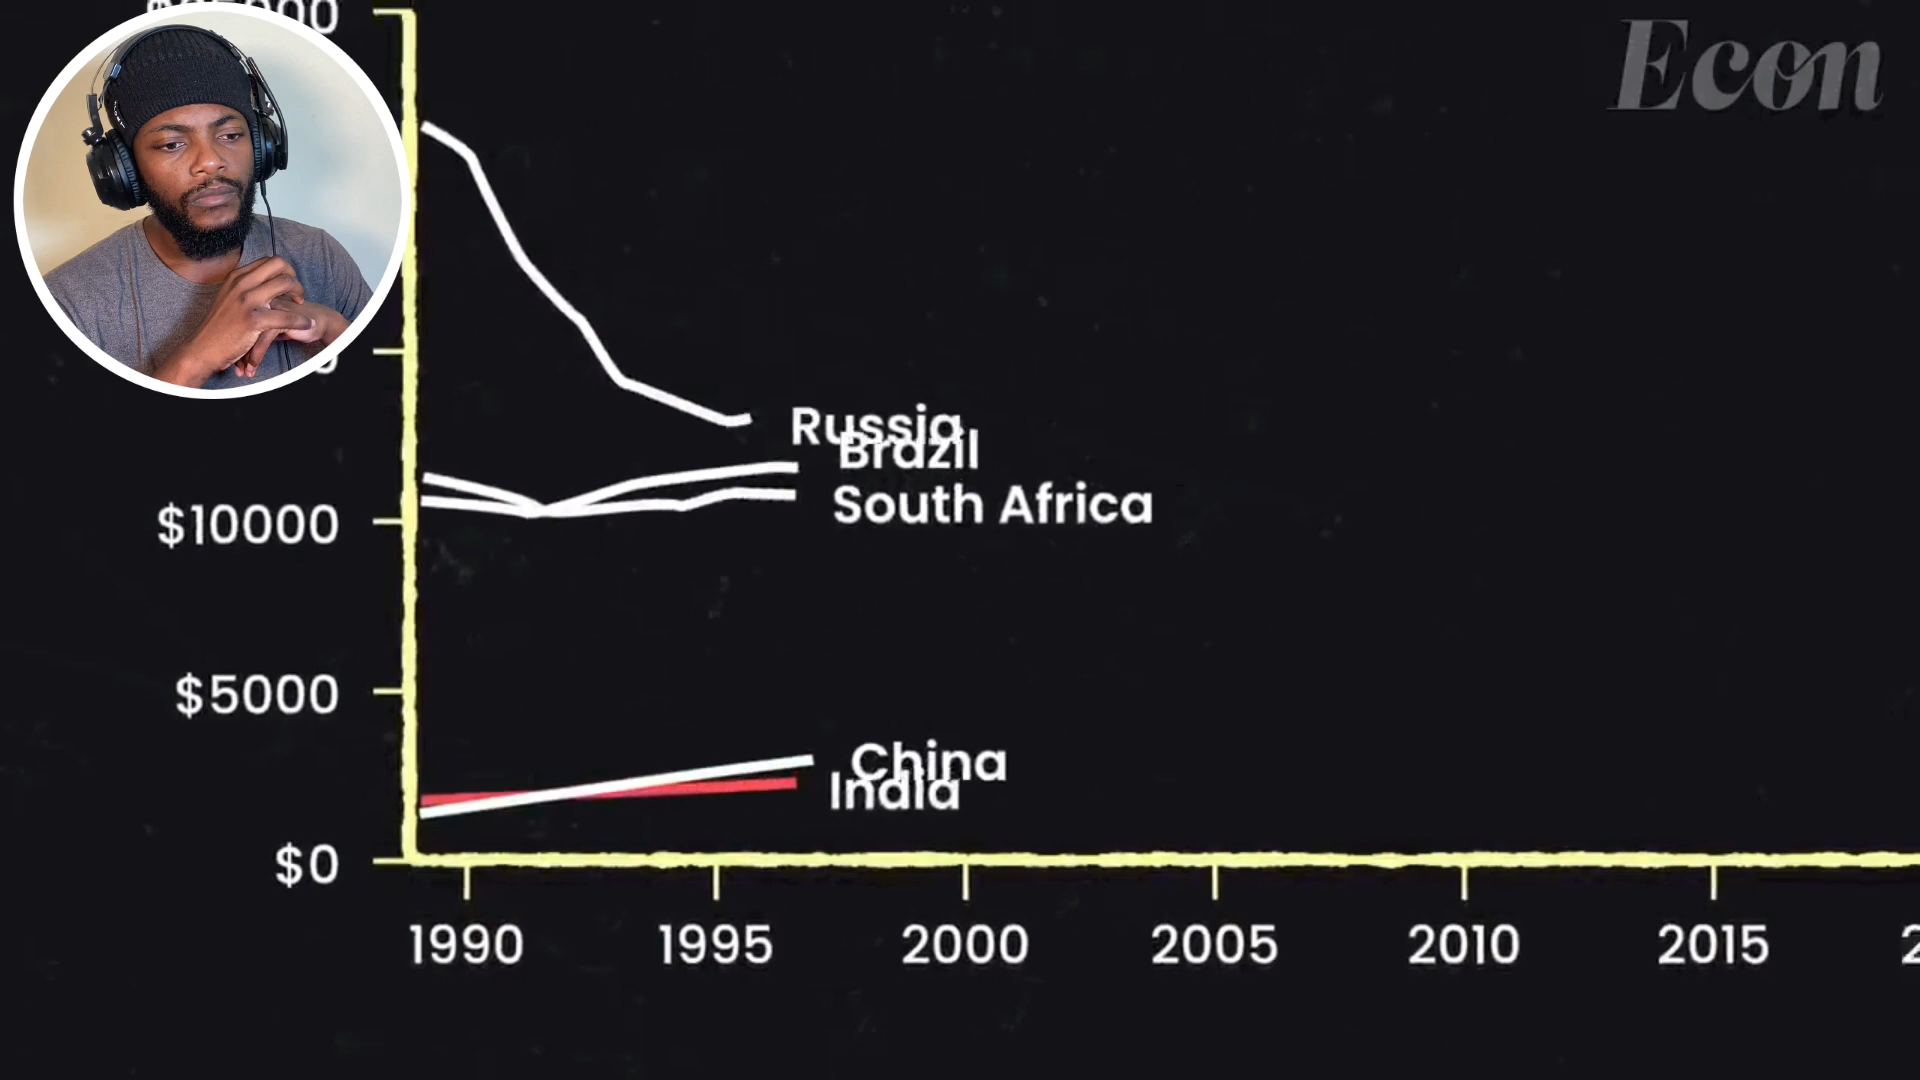 Econ
Russia
Brazil
South Africa
$10000
$5000
China
India
$0
1990 1995 2000 2005 2010 2015